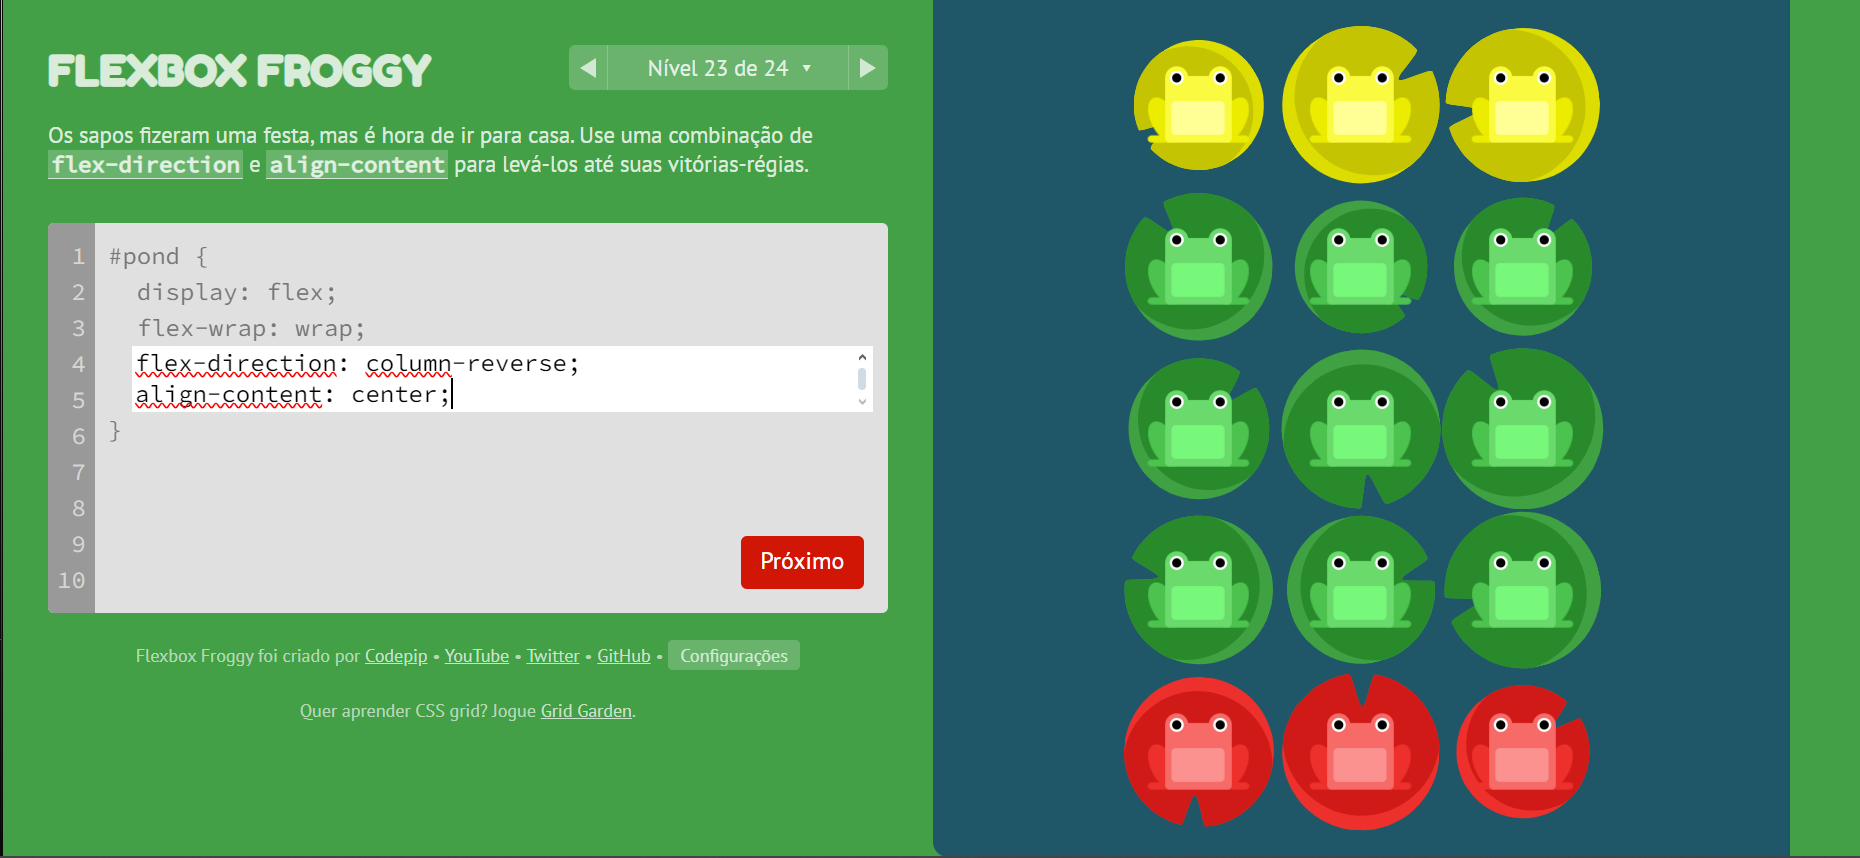 FLEXBOX FROGGY
Nível 23 de 24
Os sapos fizeram uma festa, mas é hora de ir para casa. Use uma combinação de
flex-direction e align-content para levá-los até suas vitórias-régias.
1 #pond {
2 display: flex;
3 flex-wrap: wrap;
4 flex-direction: column-reverse;
5 align-content: center;
6 }
7
8
9
10
Próximo
Flexbox Froggy foi criado por Codepip • YouTube • Twitter • GitHub • Configurações
Quer aprender CSS grid? Jogue Grid Garden.